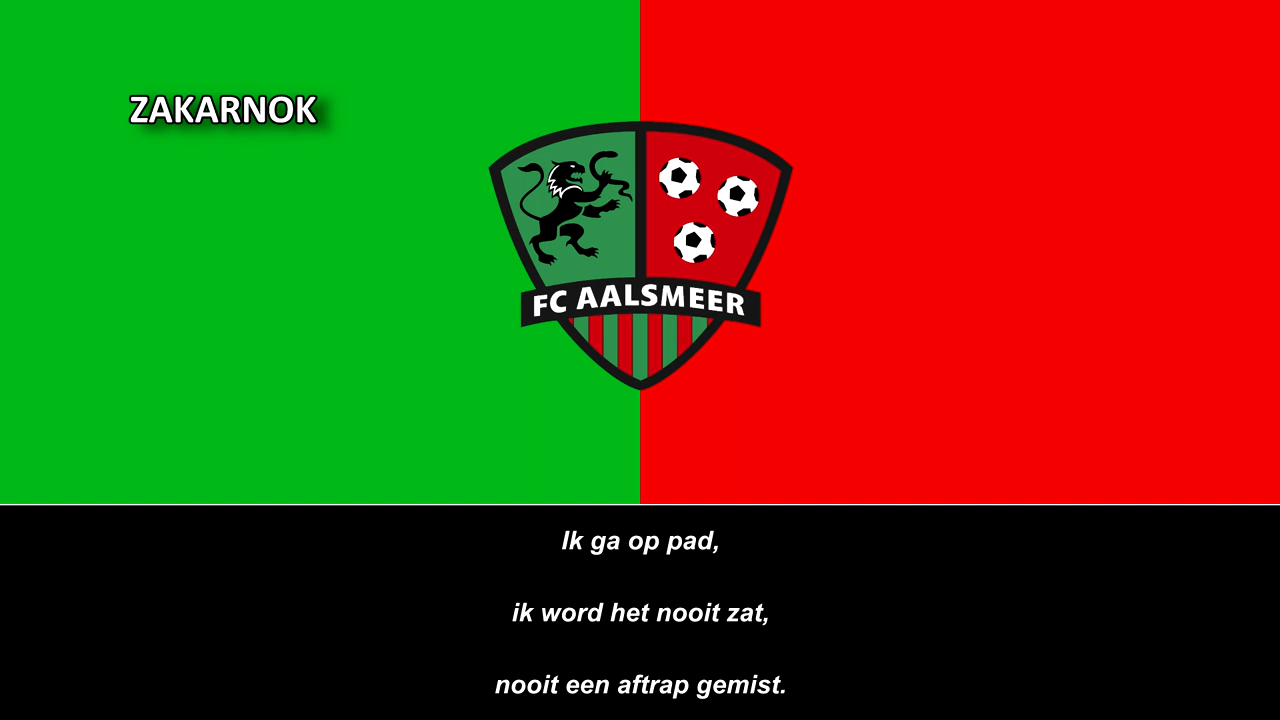 ZAKARNOK
FC AALSMEER
Ik ga op pad,
ik word het nooit zat,
nooit een aftrap gemist.